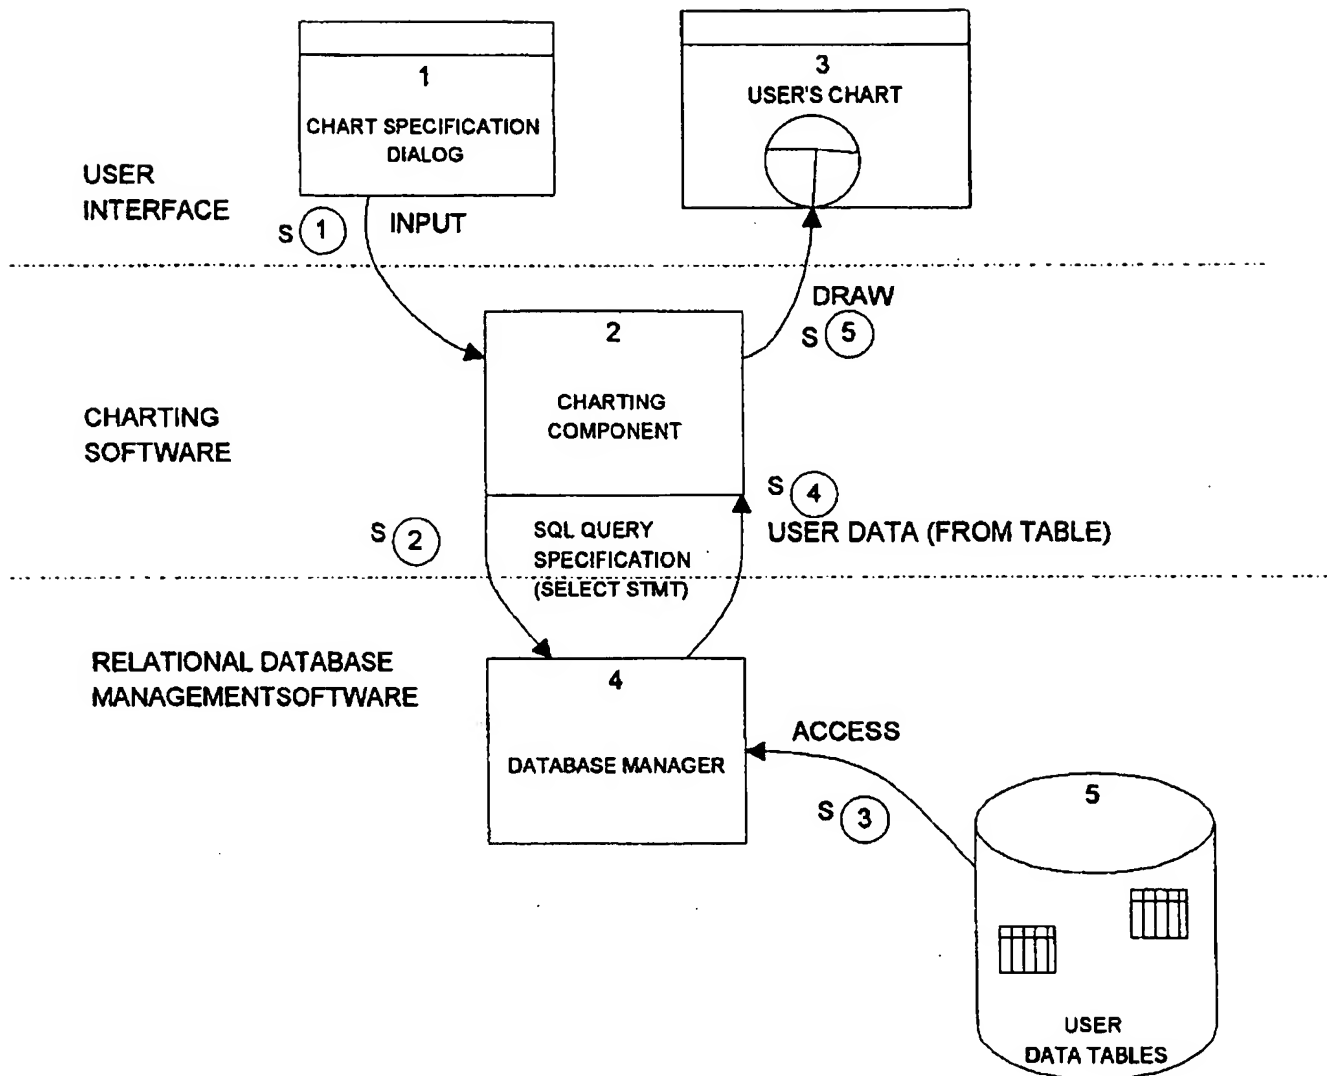 1
CHART SPECIFICATION
DIALOG
3
USER'S CHART
USER
INTERFACE
S 1
INPUT
DRAW
S 5
2
CHARTING
COMPONENT
CHARTING
SOFTWARE
S 2
SQL QUERY
SPECIFICATION
(SELECT STMT)
S 4
USER DATA (FROM TABLE)
RELATIONAL DATABASE
MANAGEMENTSOFTWARE
4
DATABASE MANAGER
ACCESS
S 3
5
USER
DATA TABLES